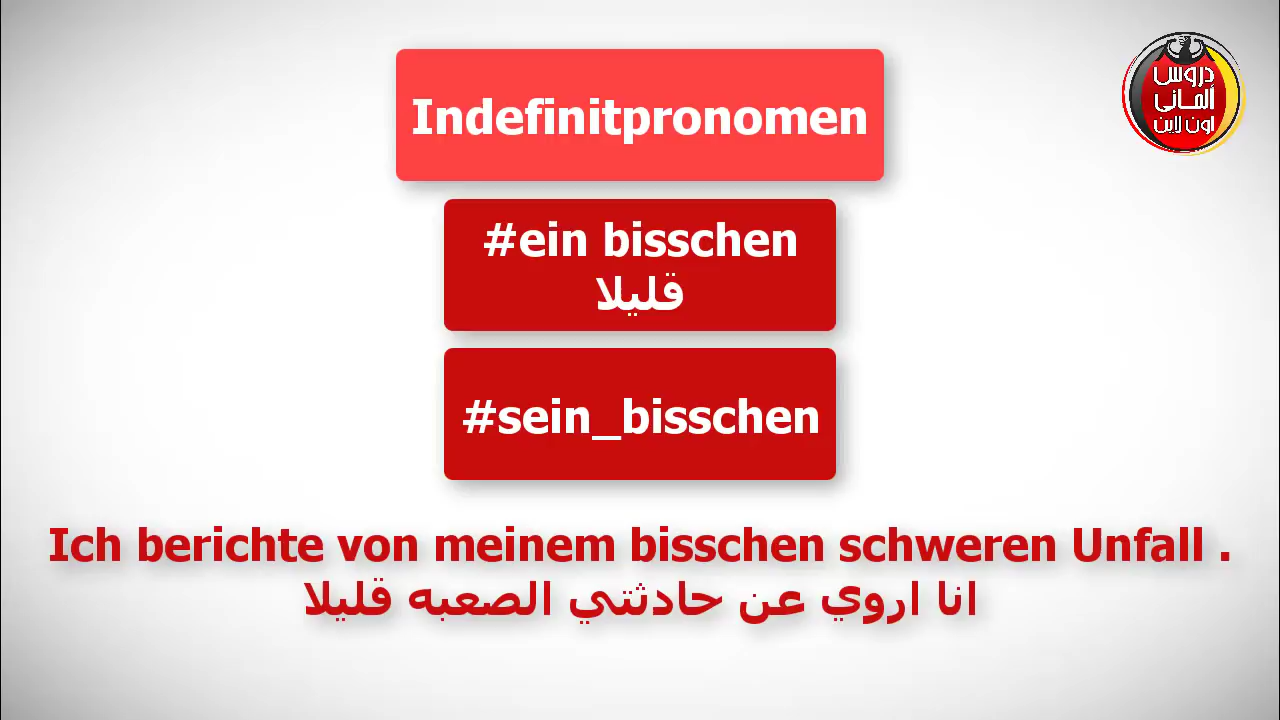 Indefinitpronomen
دروس
ألمانى
اون لاين
#ein bisschen
قليلا
#sein_bisschen
Ich berichte von meinem bisschen schweren Unfall .
انا اروي عن حادثتي الصعبه قليلا